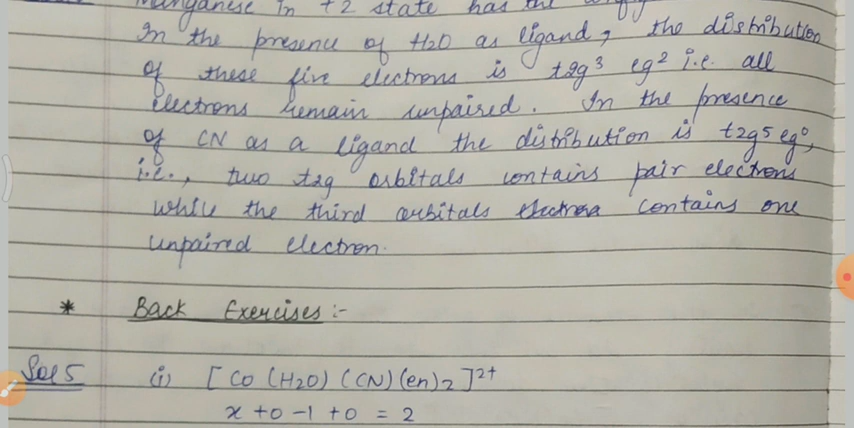 Manganese in +2 state has the
In the presence of H2O as ligand, the distribution
of these five electrons is t2g³ eg² i.e. all
electrons remain unpaired. In the presence
of CN as a ligand the distribution is t2g⁵ eg⁰,
i.e., two t2g orbitals contains pair electrons
while the third orbitals contains one
unpaired electron.
* Back Exercises :-
Sol 5 (i) [Co(H2O)(CN)(en)2]²⁺
x + 0 - 1 + 0 = 2